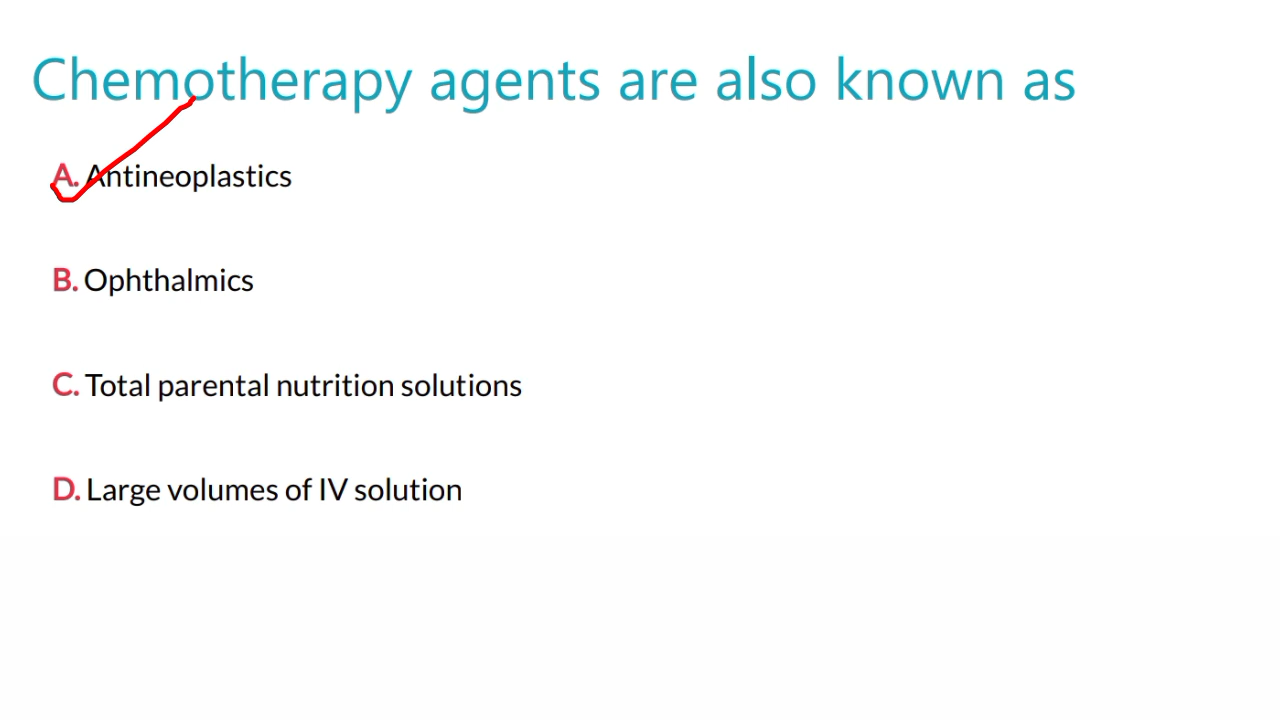 Chemotherapy agents are also known as
A. Antineoplastics
B. Ophthalmics
C. Total parental nutrition solutions
D. Large volumes of IV solution